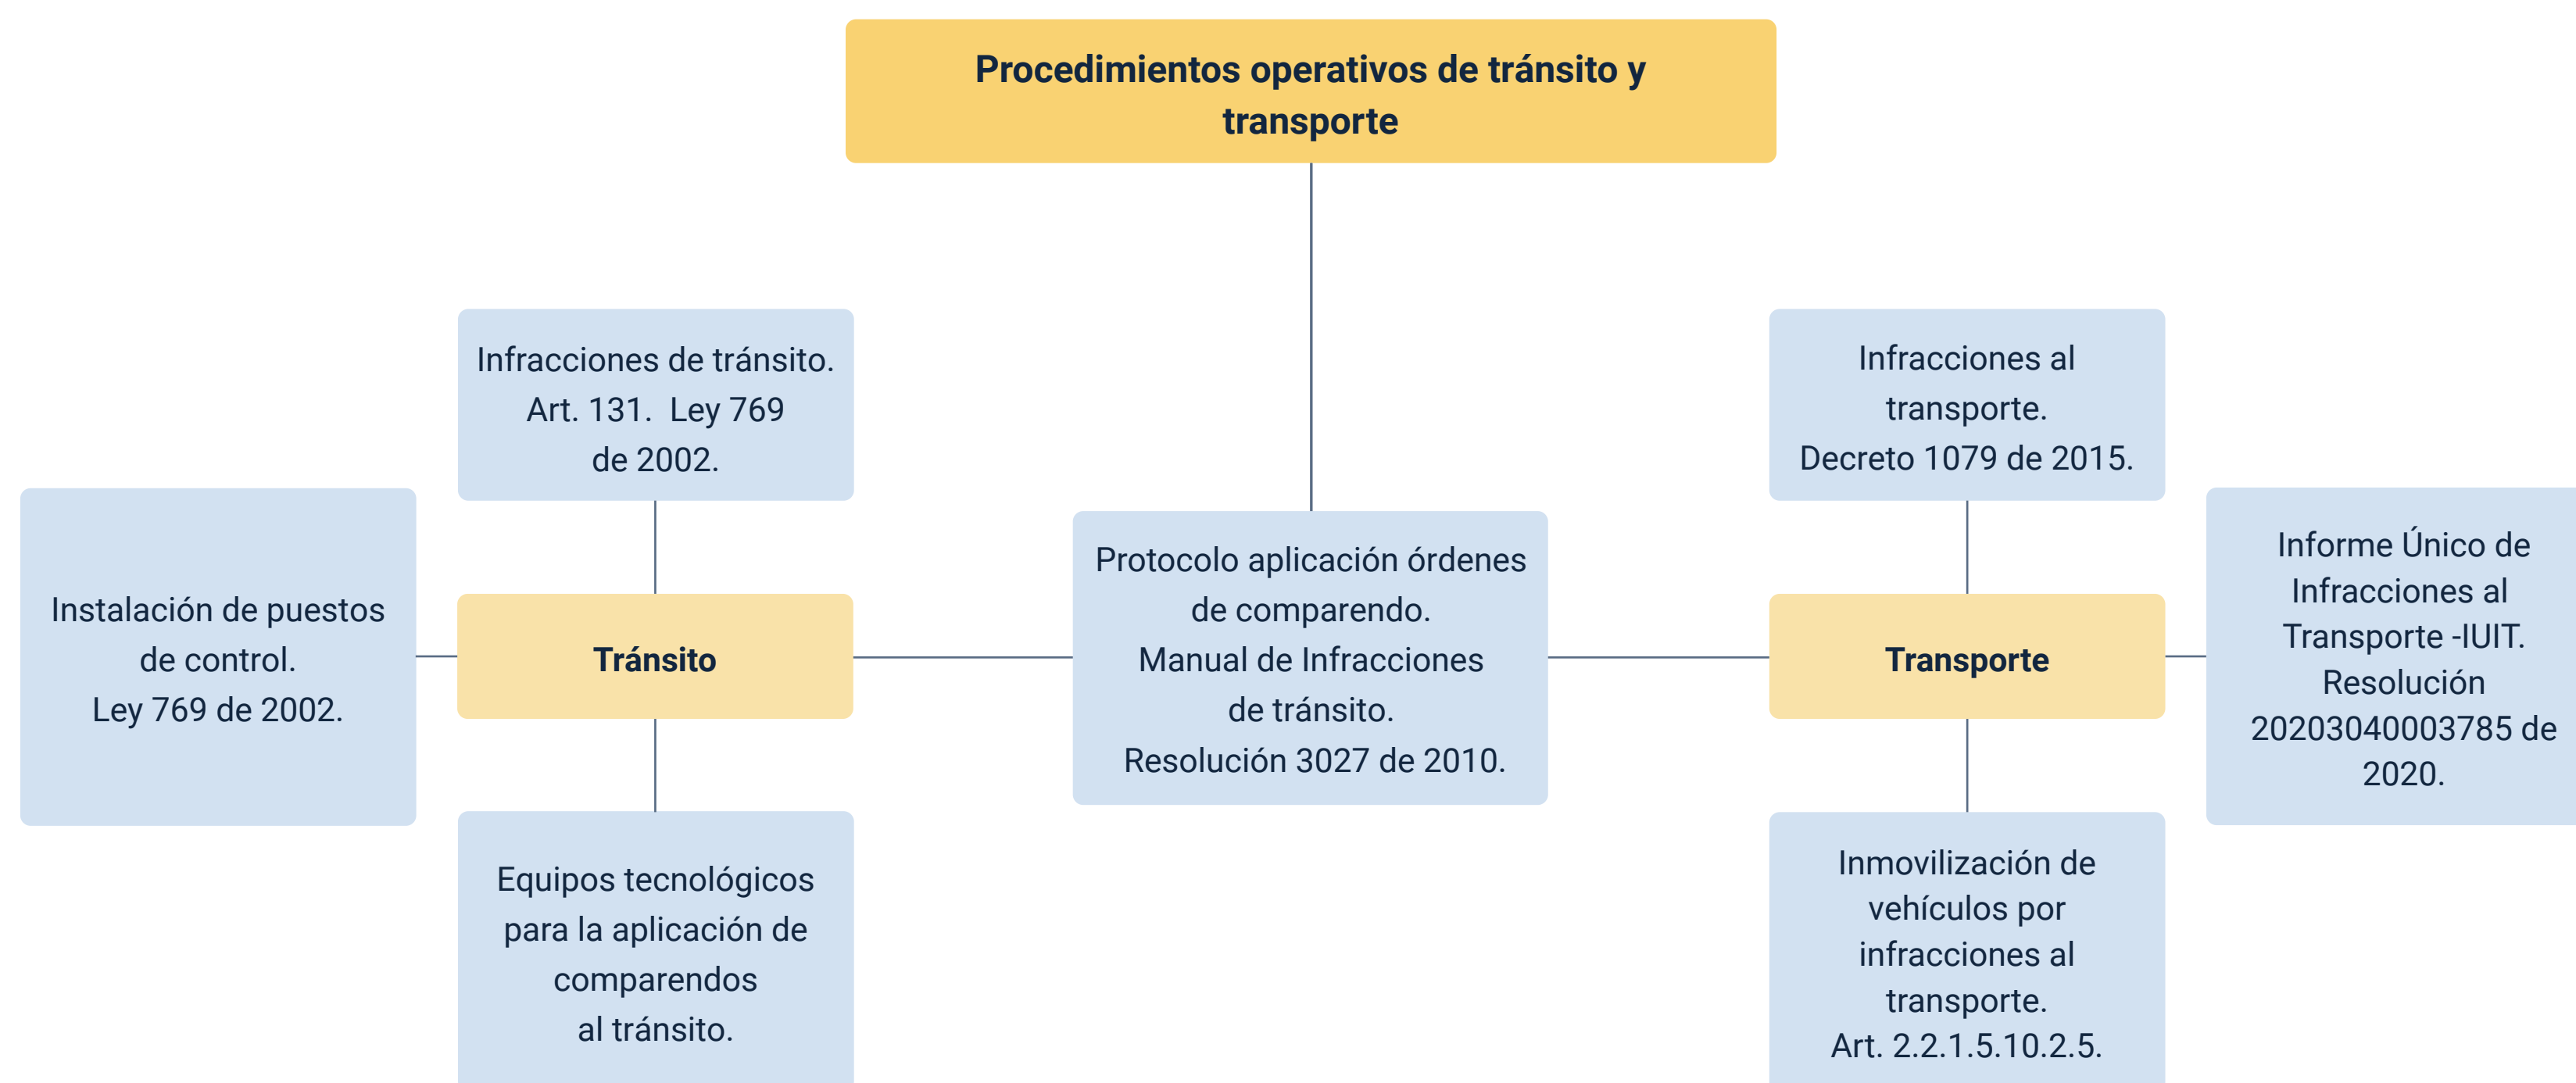 Procedimientos operativos de tránsito y
transporte
Infracciones de tránsito.
Art. 131.  Ley 769
de 2002.
Infracciones al
transporte.
Decreto 1079 de 2015.
Instalación de puestos
de control.
Ley 769 de 2002.
Tránsito
Protocolo aplicación órdenes
de comparendo.
Manual de Infracciones
de tránsito.
Resolución 3027 de 2010.
Transporte
Informe Único de
Infracciones al
Transporte -IUIT.
Resolución
20203040003785 de
2020.
Equipos tecnológicos
para la aplicación de
comparendos
al tránsito.
Inmovilización de
vehículos por
infracciones al
transporte.
Art. 2.2.1.5.10.2.5.